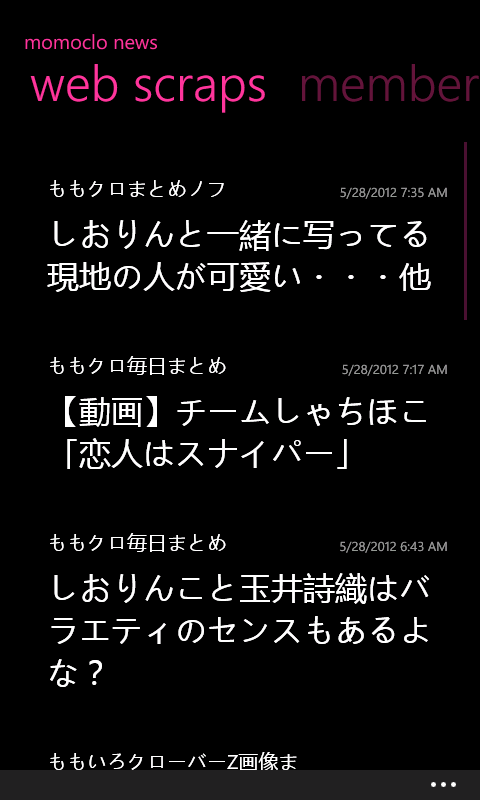 momoclo news
web scraps member
ももクロまとめノフ
5/28/2012 7:35 AM
しおりんと一緒に写ってる
現地の人が可愛い・・・他
ももクロ毎日まとめ
5/28/2012 7:17 AM
【動画】チームしゃちほこ
「恋人はスナイパー」
ももクロ毎日まとめ
5/28/2012 6:43 AM
しおりんこと玉井詩織はバ
ラエティのセンスもあるよ
な？
ももいろクローバーZ画像ま